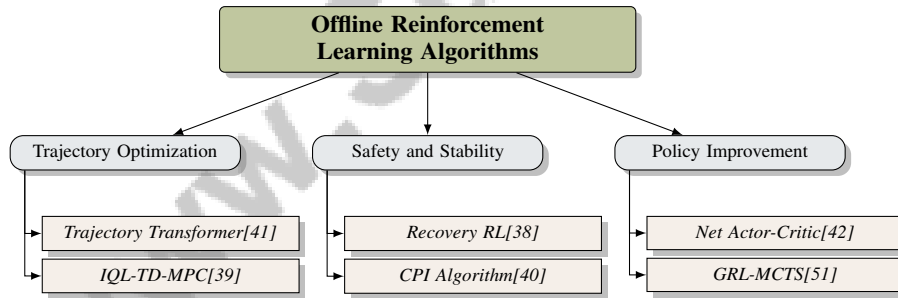 Offline Reinforcement
Learning Algorithms
Trajectory Optimization
Safety and Stability
Policy Improvement
Trajectory Transformer[41]
Recovery RL[38]
Net Actor-Critic[42]
IQL-TD-MPC[39]
CPI Algorithm[40]
GRL-MCTS[51]
www.s